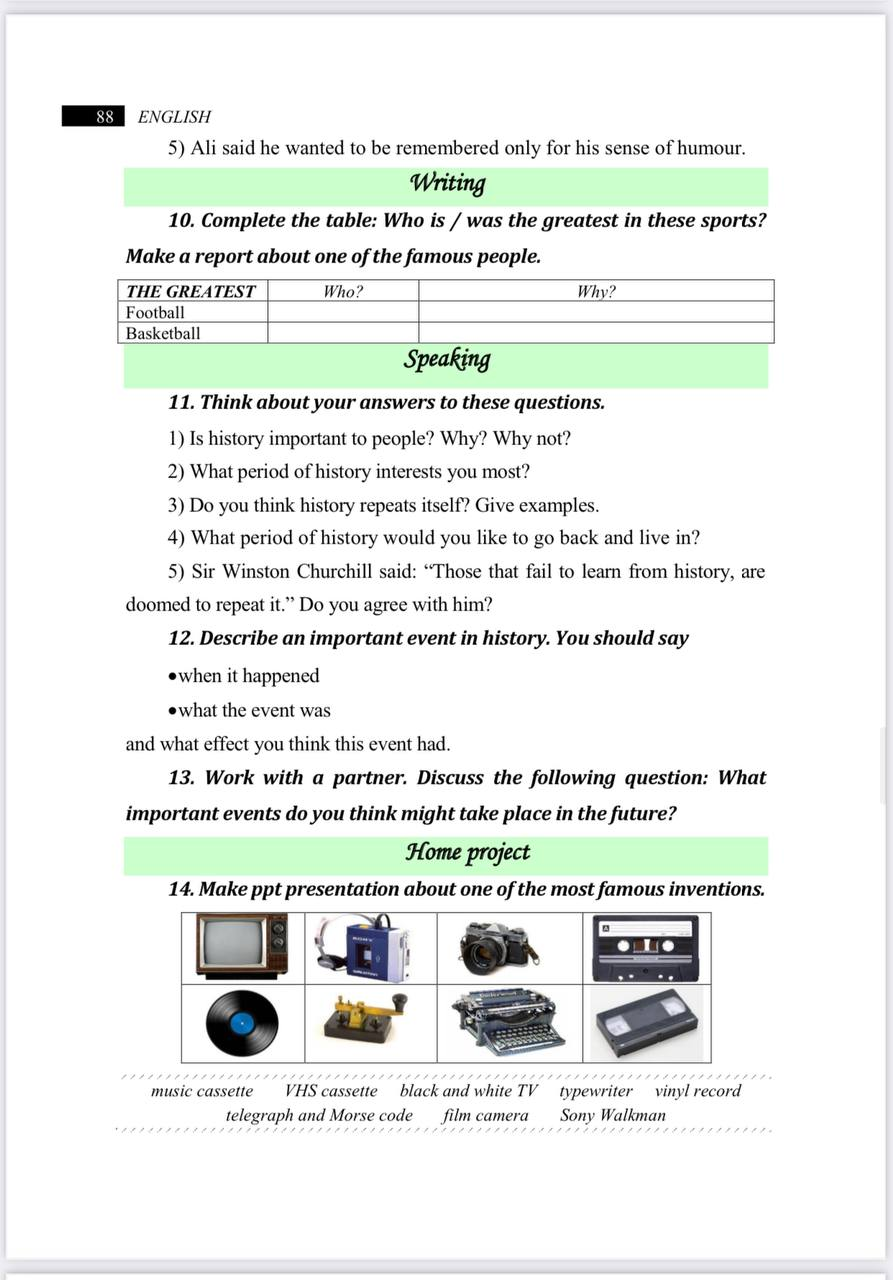 88 ENGLISH
5) Ali said he wanted to be remembered only for his sense of humour.
Writing
10. Complete the table: Who is / was the greatest in these sports?
Make a report about one of the famous people.
THE GREATEST Who? Why?
Football
Basketball
Speaking
11. Think about your answers to these questions.
1) Is history important to people? Why? Why not?
2) What period of history interests you most?
3) Do you think history repeats itself? Give examples.
4) What period of history would you like to go back and live in?
5) Sir Winston Churchill said: “Those that fail to learn from history, are
doomed to repeat it.” Do you agree with him?
12. Describe an important event in history. You should say
•when it happened
•what the event was
and what effect you think this event had.
13. Work with a partner. Discuss the following question: What
important events do you think might take place in the future?
Home project
14. Make ppt presentation about one of the most famous inventions.
SONY
A
Underwood
music cassette VHS cassette black and white TV typewriter vinyl record
telegraph and Morse code film camera Sony Walkman